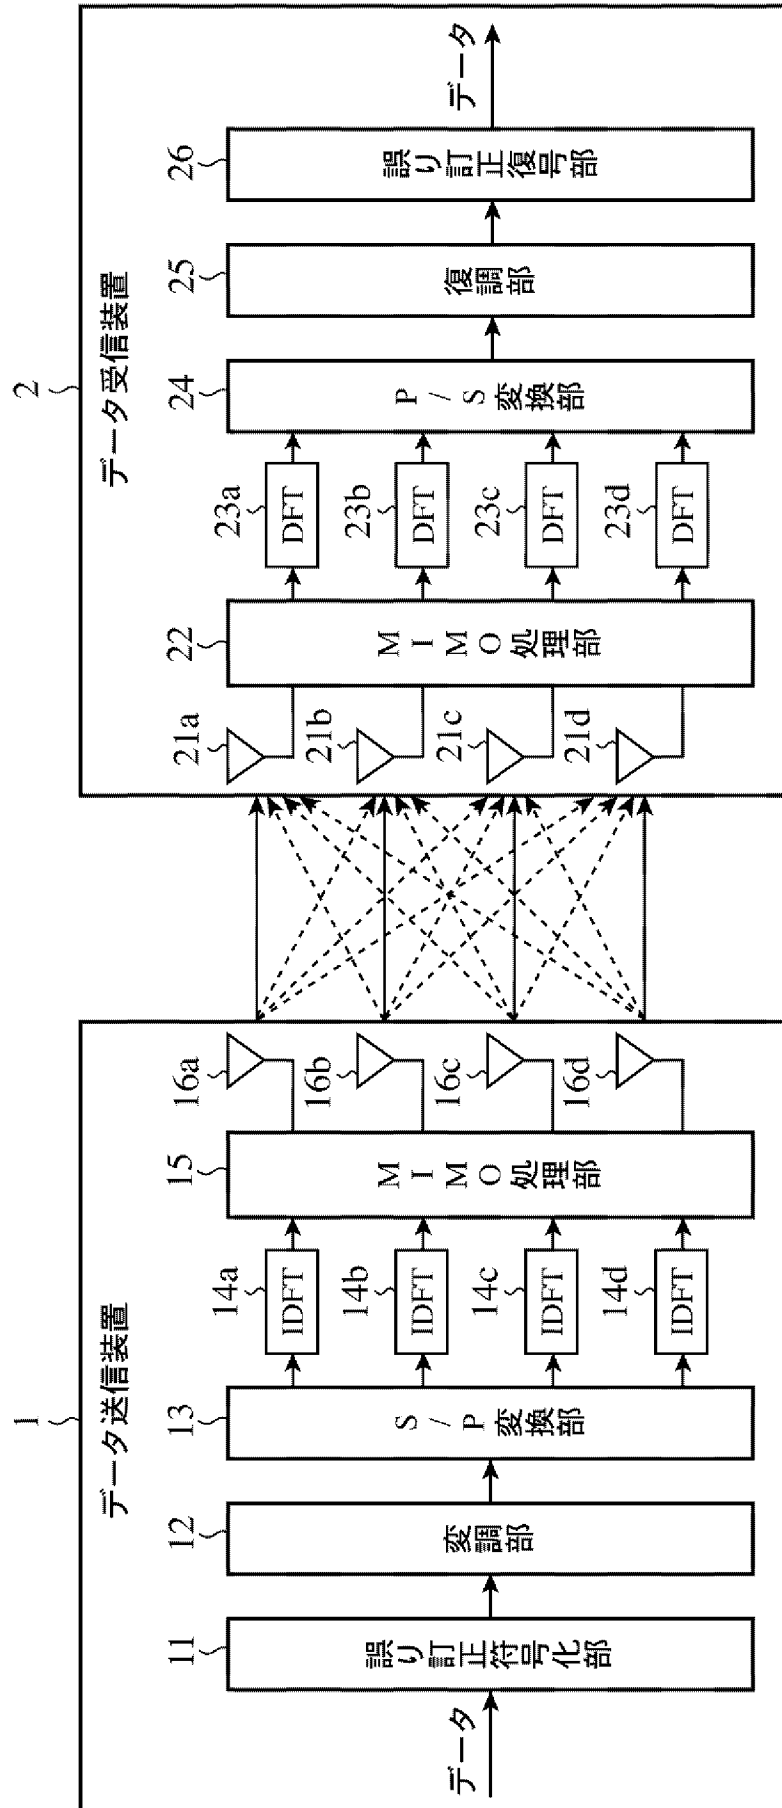 1
データ送信装置
データ
11
誤り訂正符号化部
12
変調部
13
S/P変換部
14a
IDFT
14b
IDFT
14c
IDFT
14d
IDFT
15
MIMO処理部
16a
16b
16c
16d
2
データ受信装置
21a
21b
21c
21d
22
MIMO処理部
23a
DFT
23b
DFT
23c
DFT
23d
DFT
24
P/S変換部
25
復調部
26
誤り訂正復号部
データ